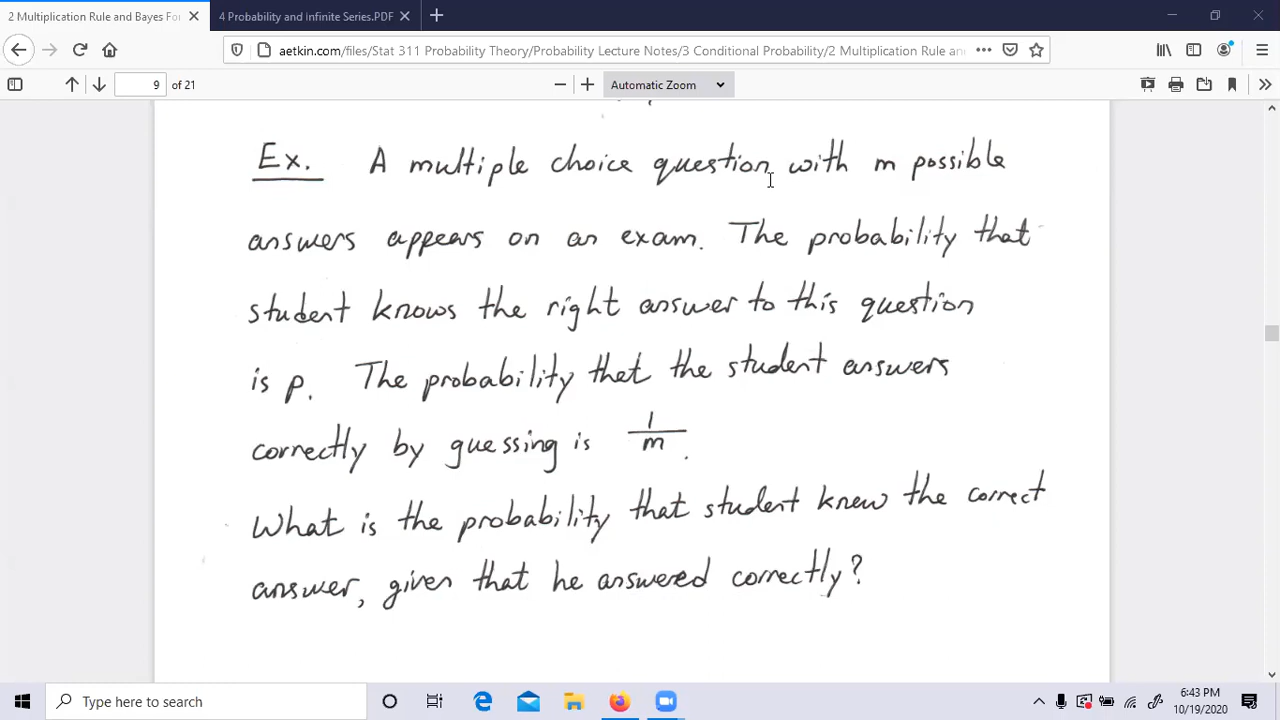 2 Multiplication Rule and Bayes For
4 Probability and Infinite Series.PDF
aetkin.com/files/Stat 311 Probability Theory/Probability Lecture Notes/3 Conditional Probability/2 Multiplication Rule and
9 of 21
Automatic Zoom
Ex. A multiple choice question with m possible
answers appears on an exam. The probability that
student knows the right answer to this question
is p. The probability that the student answers
correctly by guessing is 1/m.
What is the probability that student knew the correct
answer, given that he answered correctly?
Type here to search
6:43 PM
10/19/2020